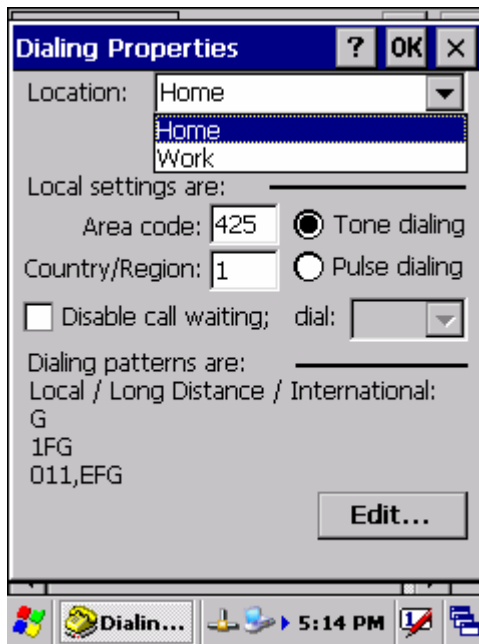 Dialing Properties ? OK ×
Location: Home
Home
Work
Local settings are:
Area code: 425 Tone dialing
Country/Region: 1 Pulse dialing
Disable call waiting; dial:
Dialing patterns are:
Local / Long Distance / International:
G
1FG
011,EFG
Edit...
Dialin... 5:14 PM 1